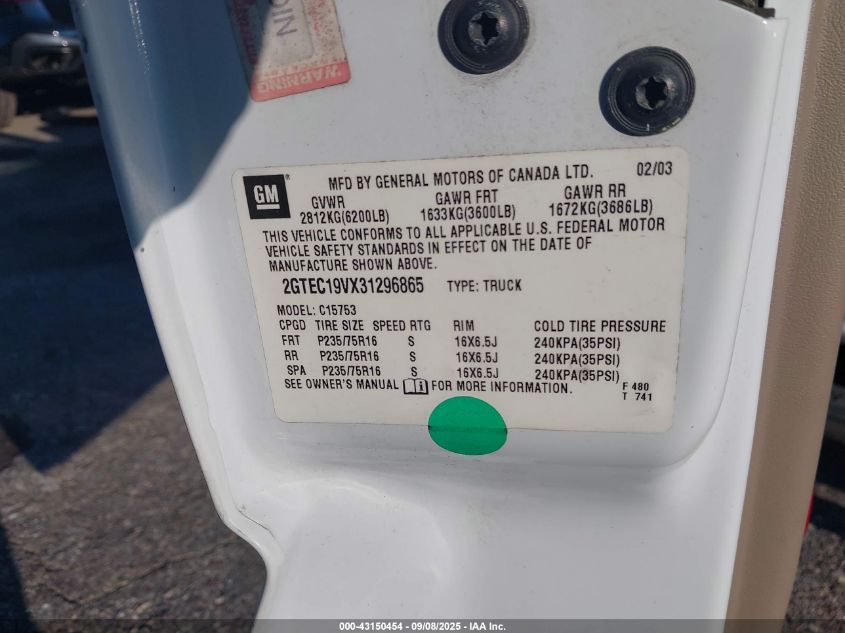 NIC
WARNING
GM
MFD BY GENERAL MOTORS OF CANADA LTD. 02/03
GVWR GAWR FRT GAWR RR
2812KG(6200LB) 1633KG(3600LB) 1672KG(3686LB)
THIS VEHICLE CONFORMS TO ALL APPLICABLE U.S. FEDERAL MOTOR
VEHICLE SAFETY STANDARDS IN EFFECT ON THE DATE OF
MANUFACTURE SHOWN ABOVE.
2GTEC19VX31296865 TYPE: TRUCK
MODEL: C15753
CPGD TIRE SIZE SPEED RTG RIM COLD TIRE PRESSURE
FRT P235/75R16 S 16X6.5J 240KPA(35PSI)
RR P235/75R16 S 16X6.5J 240KPA(35PSI)
SPA P235/75R16 S 16X6.5J 240KPA(35PSI)
SEE OWNER'S MANUAL FOR MORE INFORMATION.
F 480
T 741
000-43150454 - 09/08/2025 - IAA Inc.